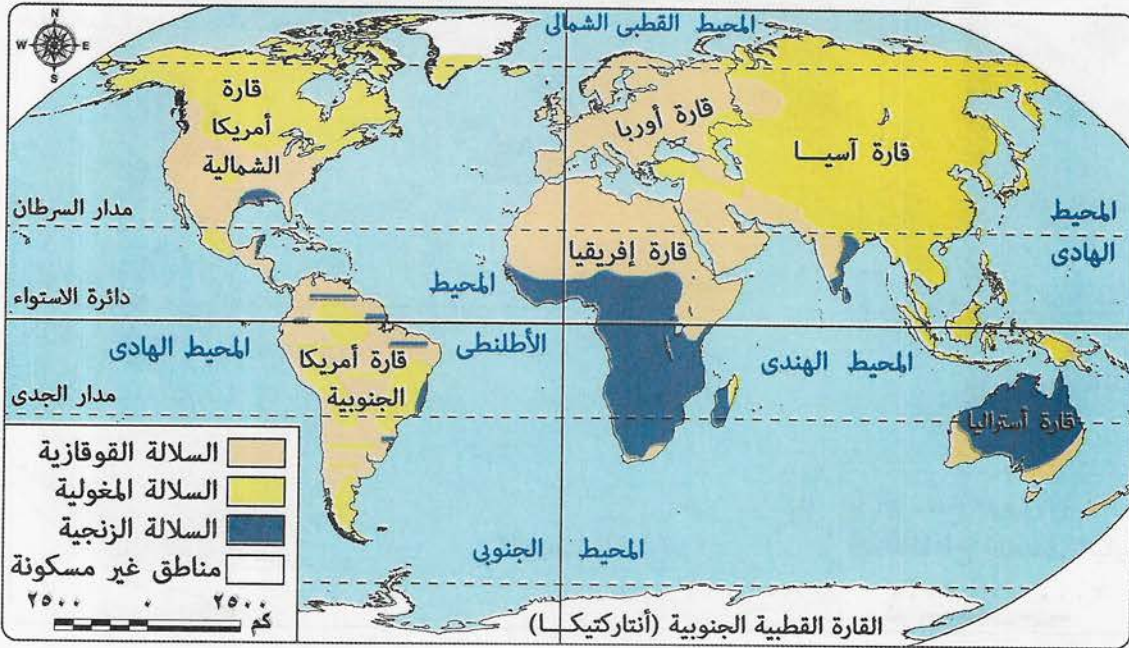 N
W E
S
المحيط القطبى الشمالى
قارة
أمريكا
الشمالية
قارة أوربا
قارة آسيــا
مدار السرطان
المحيط
الهادى
قارة إفريقيا
المحيط
الأطلنطى
دائرة الاستواء
المحيط الهادى
قارة أمريكا
الجنوبية
المحيط الهندى
مدار الجدى
قارة أستراليا
السلالة القوقازية
السلالة المغولية
السلالة الزنجية
مناطق غير مسكونة
٢٥٠٠ ٠ ٢٥٠٠
كم
المحيط الجنوبى
القارة القطبية الجنوبية (أنتاركتيكــا)